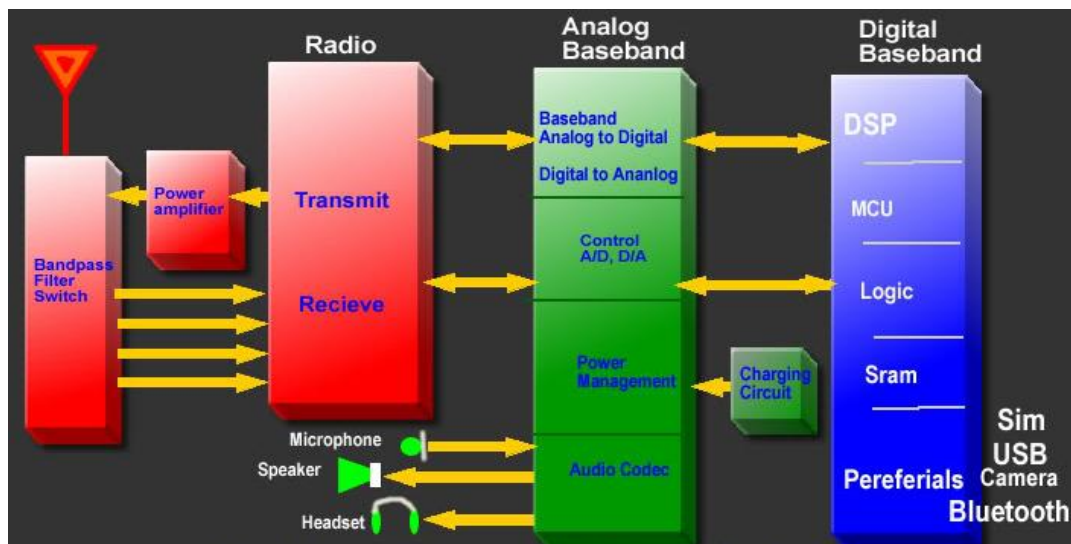 Radio
Analog
Baseband
Digital
Baseband
Bandpass
Filter
Switch
Power
amplifier
Transmit
Recieve
Baseband
Analog to Digital
Digital to Ananlog
Control
A/D, D/A
Power
Management
Audio Codec
Charging
Circuit
Microphone
Speaker
Headset
DSP
MCU
Logic
Sram
Pereferials
Sim
USB
Camera
Bluetooth